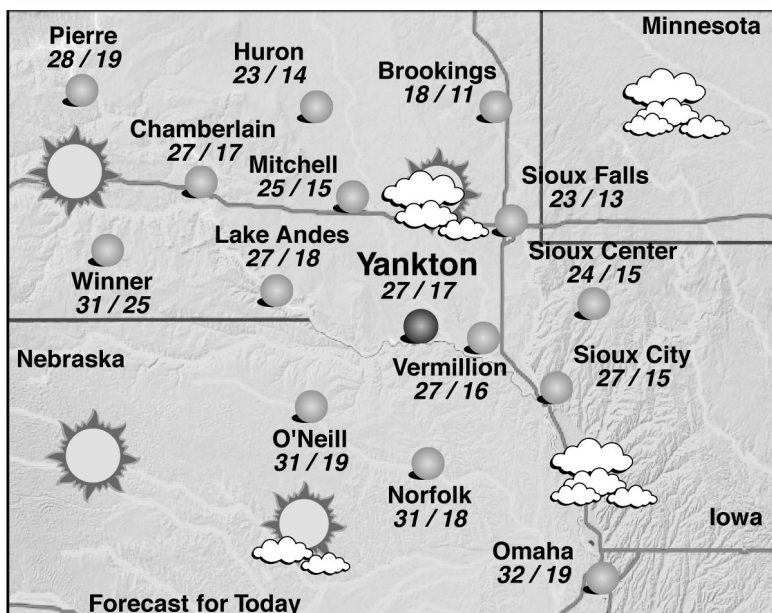 Minnesota
Pierre
28 / 19
Huron
23 / 14
Brookings
18 / 11
Chamberlain
27 / 17
Mitchell
25 / 15
Sioux Falls
23 / 13
Lake Andes
27 / 18
Yankton
27 / 17
Sioux Center
24 / 15
Winner
31 / 25
Nebraska
Vermillion
27 / 16
Sioux City
27 / 15
O'Neill
31 / 19
Norfolk
31 / 18
Iowa
Omaha
32 / 19
Forecast for Today